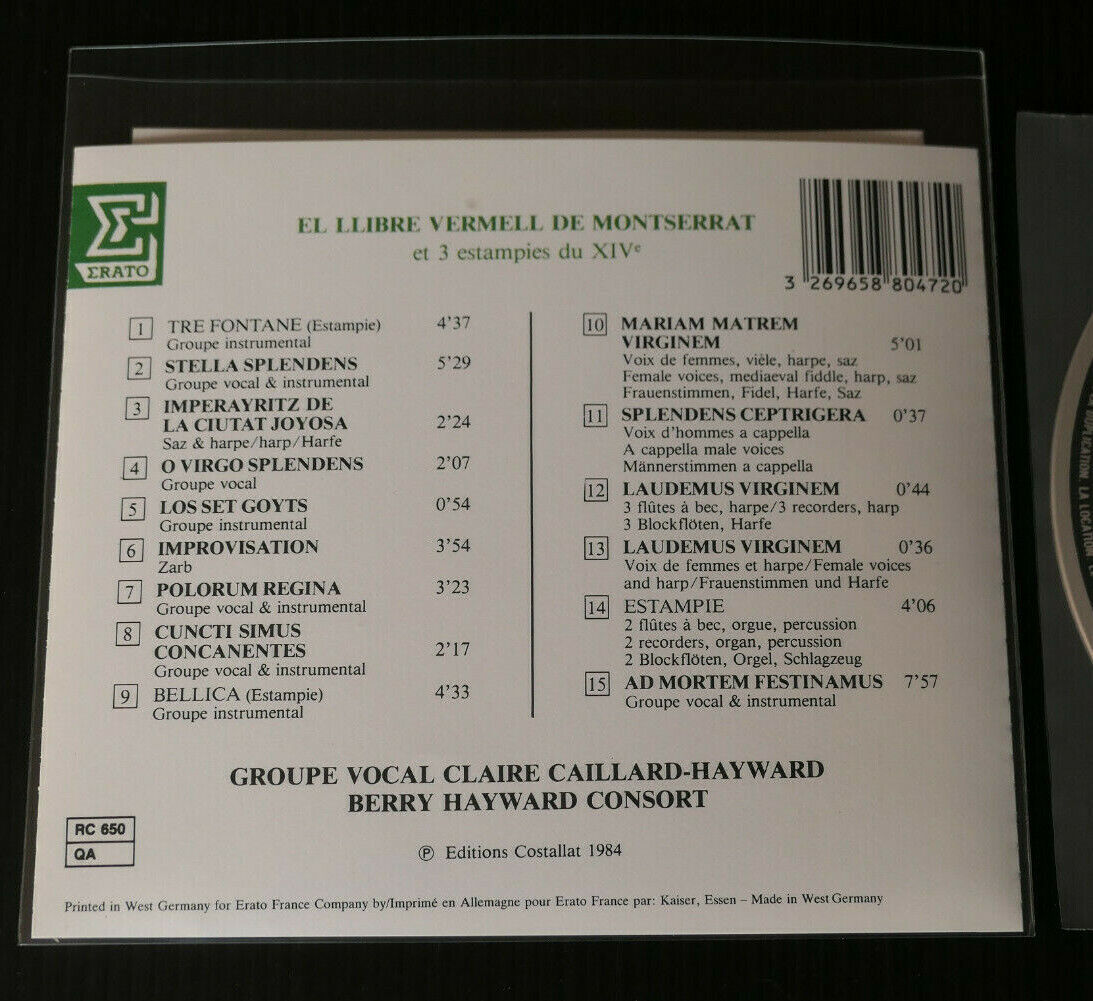 ERATO
EL LLIBRE VERMELL DE MONTSERRAT
et 3 estampies du XIVe
3 269658 804720
1 TRE FONTANE (Estampie) 4'37
Groupe instrumental
2 STELLA SPLENDENS 5'29
Groupe vocal & instrumental
3 IMPERAYRITZ DE
LA CIUTAT JOYOSA 2'24
Saz & harpe/harp/Harfe
4 O VIRGO SPLENDENS 2'07
Groupe vocal
5 LOS SET GOYTS 0'54
Groupe instrumental
6 IMPROVISATION 3'54
Zarb
7 POLORUM REGINA 3'23
Groupe vocal & instrumental
8 CUNCTI SIMUS
CONCANENTES 2'17
Groupe vocal & instrumental
9 BELLICA (Estampie) 4'33
Groupe instrumental
10 MARIAM MATREM
VIRGINEM 5'01
Voix de femmes, vièle, harpe, saz
Female voices, mediaeval fiddle, harp, saz
Frauenstimmen, Fidel, Harfe, Saz
11 SPLENDENS CEPTRIGERA 0'37
Voix d'hommes a cappella
A cappella male voices
Männerstimmen a cappella
12 LAUDEMUS VIRGINEM 0'44
3 flûtes à bec, harpe/3 recorders, harp
3 Blockflöten, Harfe
13 LAUDEMUS VIRGINEM 0'36
Voix de femmes et harpe/Female voices
and harp/Frauenstimmen und Harfe
14 ESTAMPIE 4'06
2 flûtes à bec, orgue, percussion
2 recorders, organ, percussion
2 Blockflöten, Orgel, Schlagzeug
15 AD MORTEM FESTINAMUS 7'57
Groupe vocal & instrumental
GROUPE VOCAL CLAIRE CAILLARD-HAYWARD
BERRY HAYWARD CONSORT
RC 650
QA
℗ Editions Costallat 1984
Printed in West Germany for Erato France Company by/Imprimé en Allemagne pour Erato France par: Kaiser, Essen – Made in West Germany
DUPLICATION, LA LOCATION